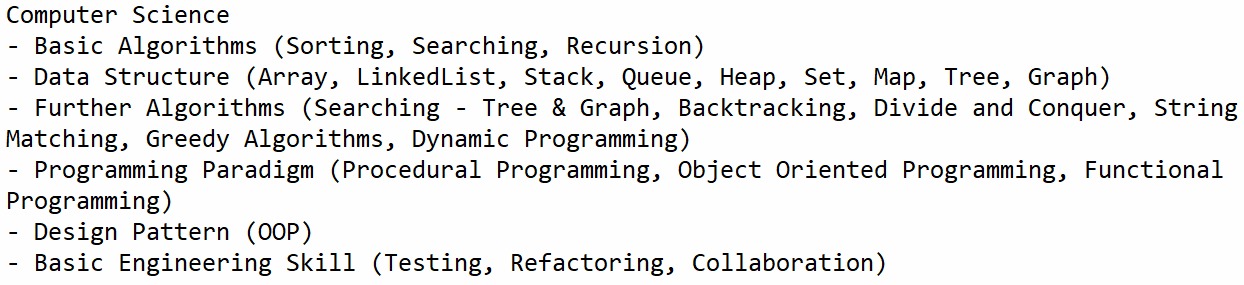 Computer Science
- Basic Algorithms (Sorting, Searching, Recursion)
- Data Structure (Array, LinkedList, Stack, Queue, Heap, Set, Map, Tree, Graph)
- Further Algorithms (Searching - Tree & Graph, Backtracking, Divide and Conquer, String
Matching, Greedy Algorithms, Dynamic Programming)
- Programming Paradigm (Procedural Programming, Object Oriented Programming, Functional
Programming)
- Design Pattern (OOP)
- Basic Engineering Skill (Testing, Refactoring, Collaboration)